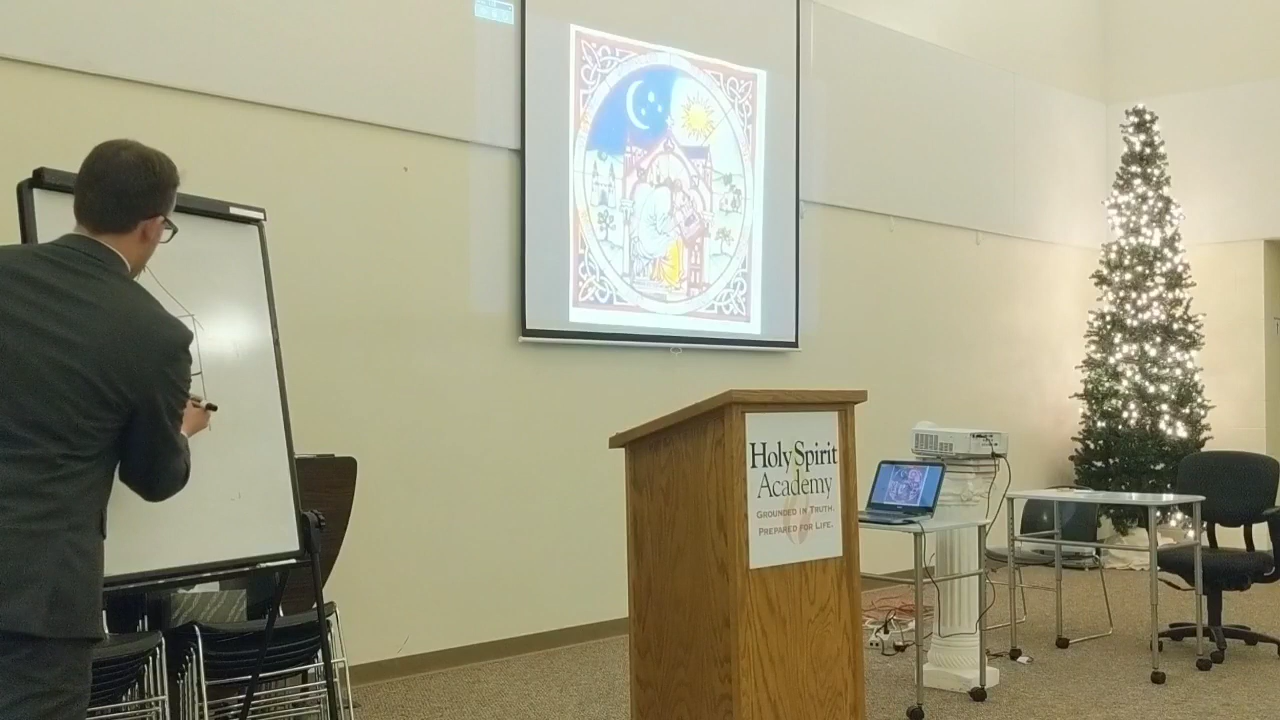 Holy Spirit
Academy
GROUNDED IN TRUTH.
PREPARED FOR LIFE.